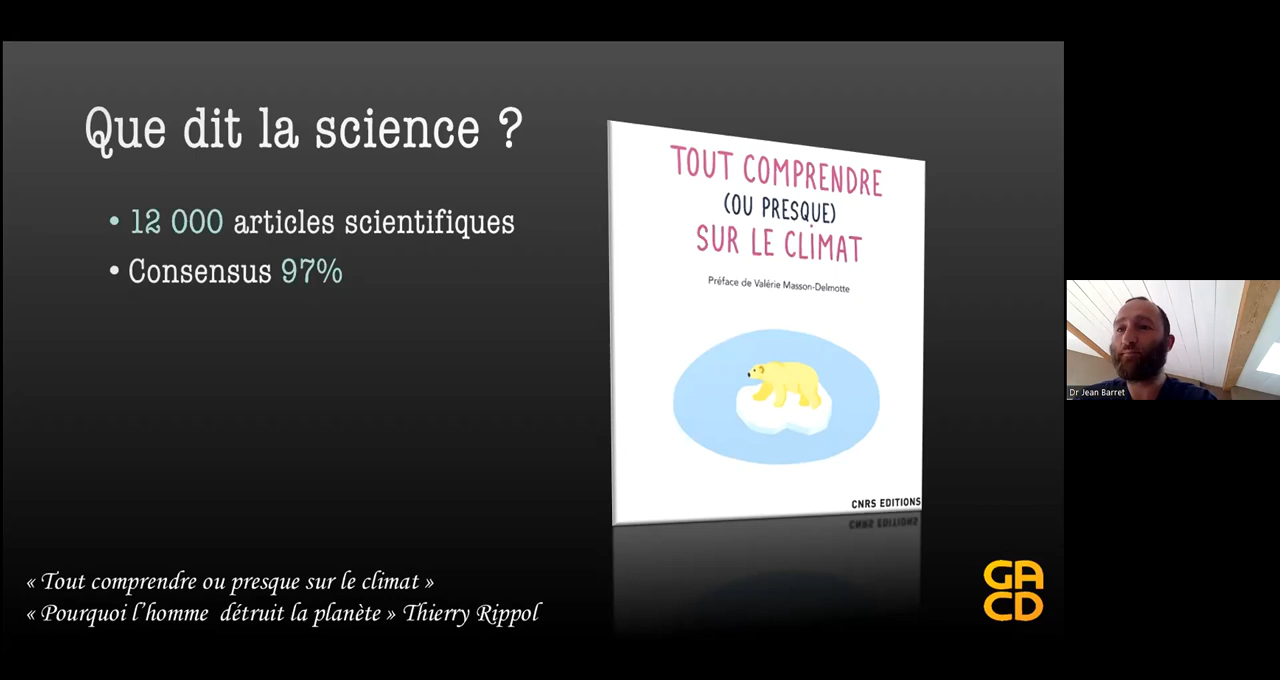 Que dit la science ?
• 12 000 articles scientifiques
• Consensus 97%
TOUT COMPRENDRE
(OU PRESQUE)
SUR LE CLIMAT
Préface de Valérie Masson-Delmotte
CNRS EDITIONS
« Tout comprendre ou presque sur le climat »
« Pourquoi l'homme détruit la planète » Thierry Rippol
GA
CD
Dr Jean Barret